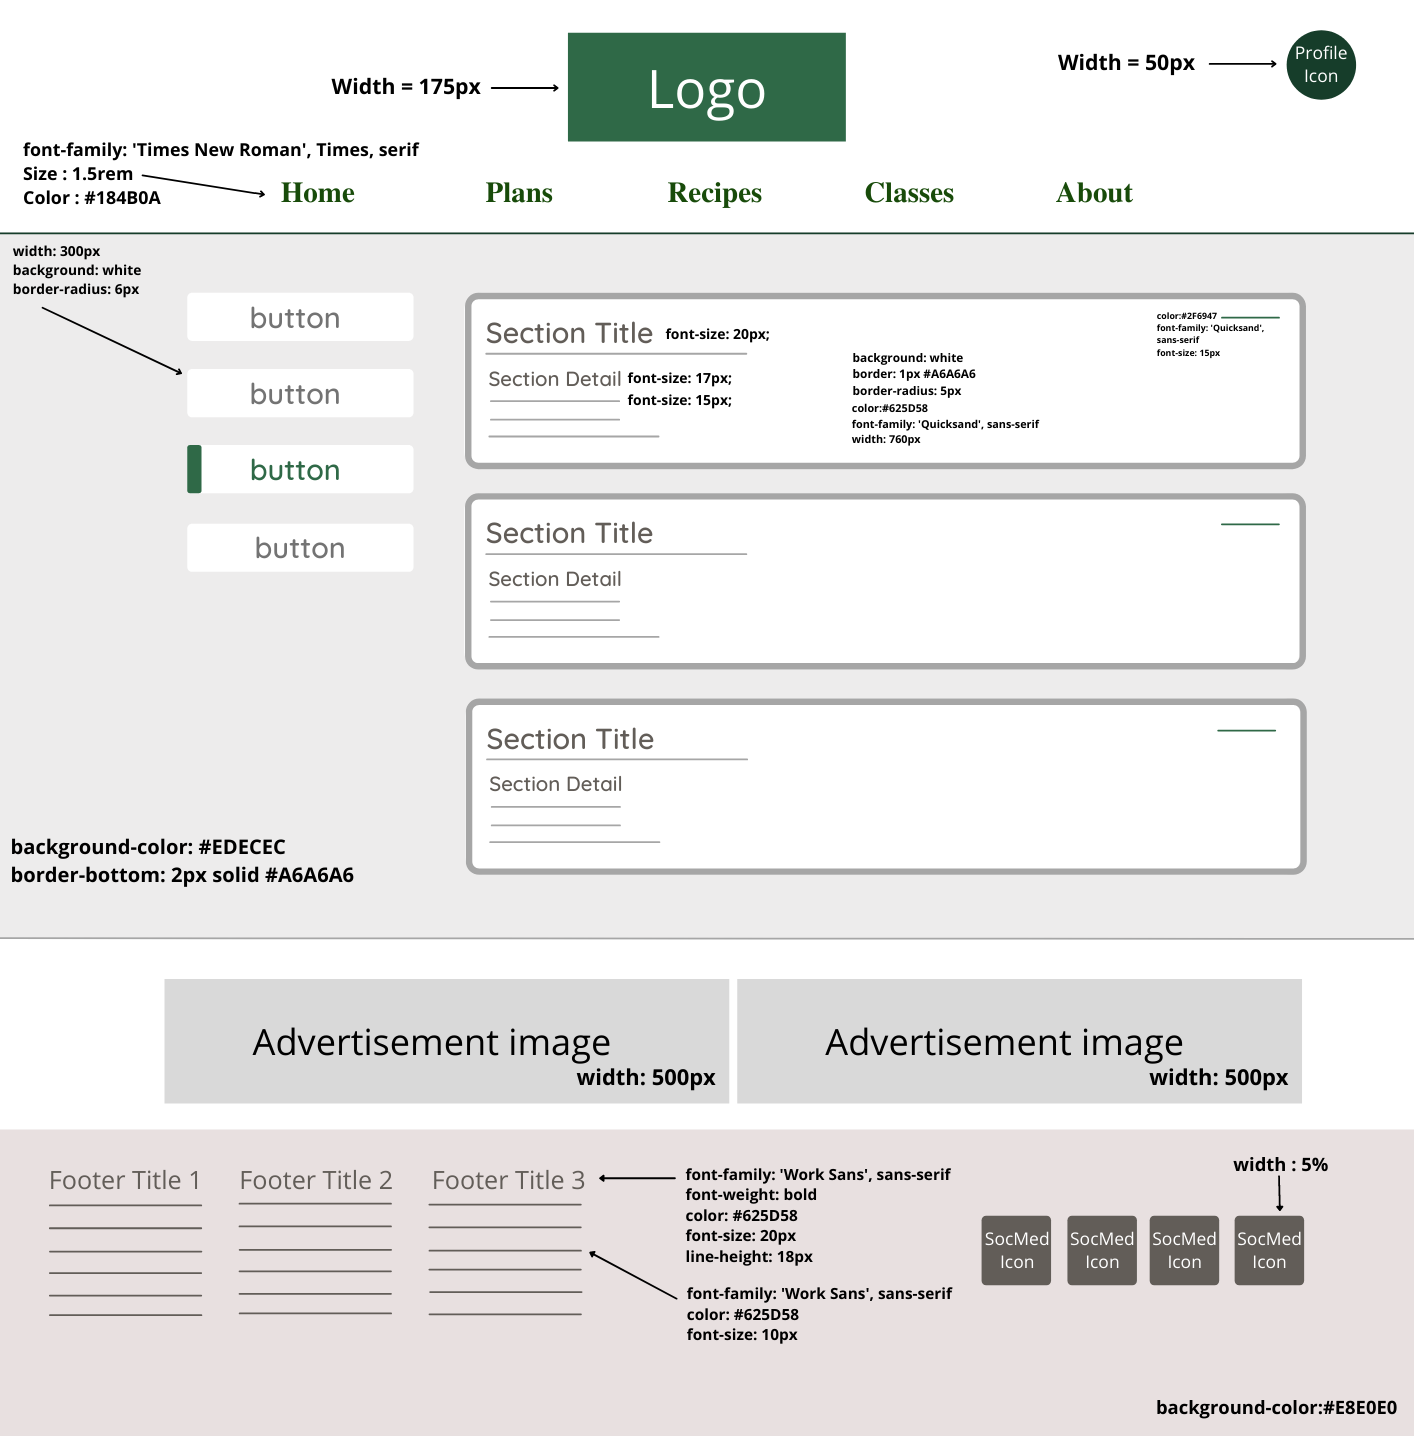 Logo
Width = 175px
Width = 50px
Profile
Icon
font-family: 'Times New Roman', Times, serif
Size : 1.5rem
Color : #184B0A
Home
Plans
Recipes
Classes
About
width: 300px
background: white
border-radius: 6px
button
button
button
button
Section Title
font-size: 20px;
Section Detail
font-size: 17px;
font-size: 15px;
background: white
border: 1px #A6A6A6
border-radius: 5px
color:#625D58
font-family: 'Quicksand', sans-serif
width: 760px
color:#2F6947
font-family: 'Quicksand',
sans-serif
font-size: 15px
Section Title
Section Detail
Section Title
Section Detail
background-color: #EDECEC
border-bottom: 2px solid #A6A6A6
Advertisement image
width: 500px
Advertisement image
width: 500px
Footer Title 1
Footer Title 2
Footer Title 3
font-family: 'Work Sans', sans-serif
font-weight: bold
color: #625D58
font-size: 20px
line-height: 18px
font-family: 'Work Sans', sans-serif
color: #625D58
font-size: 10px
width : 5%
SocMed
Icon
SocMed
Icon
SocMed
Icon
SocMed
Icon
background-color:#E8E0E0